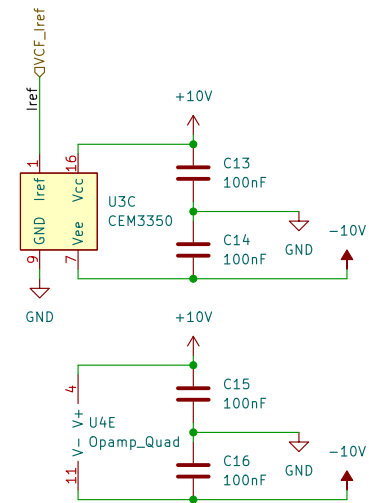 VCF_Iref
Iref
+10V
1
16
Iref
Vcc
GND
Vee
9
7
U3C
CEM3350
C13
100nF
C14
100nF
GND
-10V
GND
+10V
4
V+
V-
11
U4E
Opamp_Quad
C15
100nF
C16
100nF
GND
-10V